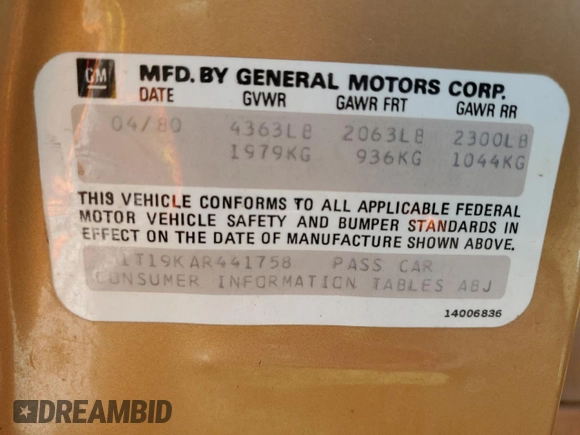 GM MFD. BY GENERAL MOTORS CORP.
DATE GVWR GAWR FRT GAWR RR
04/80 4363LB 2063LB 2300LB
1979KG 936KG 1044KG
THIS VEHICLE CONFORMS TO ALL APPLICABLE FEDERAL
MOTOR VEHICLE SAFETY AND BUMPER STANDARDS IN
EFFECT ON THE DATE OF MANUFACTURE SHOWN ABOVE.
1T19KAR441758 PASS CAR
CONSUMER INFORMATION TABLES ABJ
14006836
DREAMBID